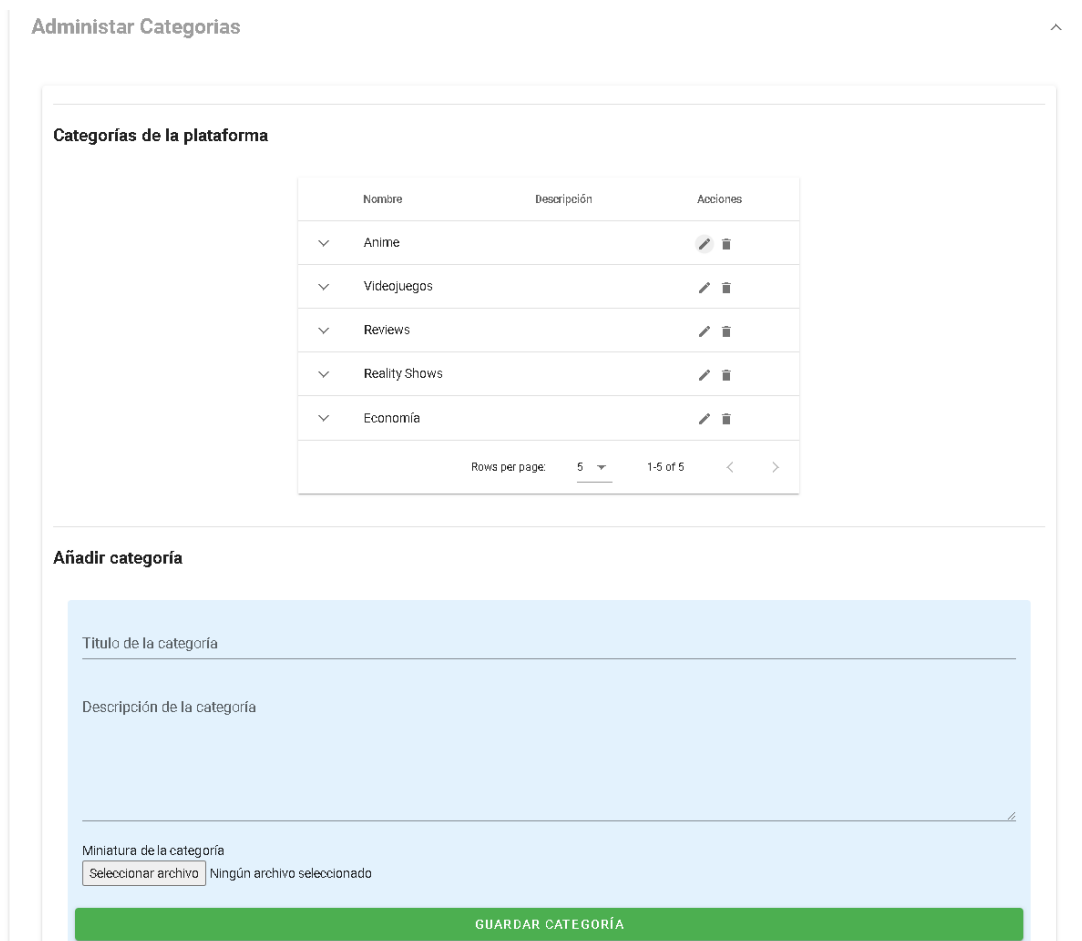 Administar Categorias
Categorías de la plataforma
Nombre Descripción Acciones
Anime
Videojuegos
Reviews
Reality Shows
Economía
Rows per page: 5 1-5 of 5
Añadir categoría
Titulo de la categoría
Descripción de la categoría
Miniatura de la categoría
Seleccionar archivo Ningún archivo seleccionado
GUARDAR CATEGORÍA